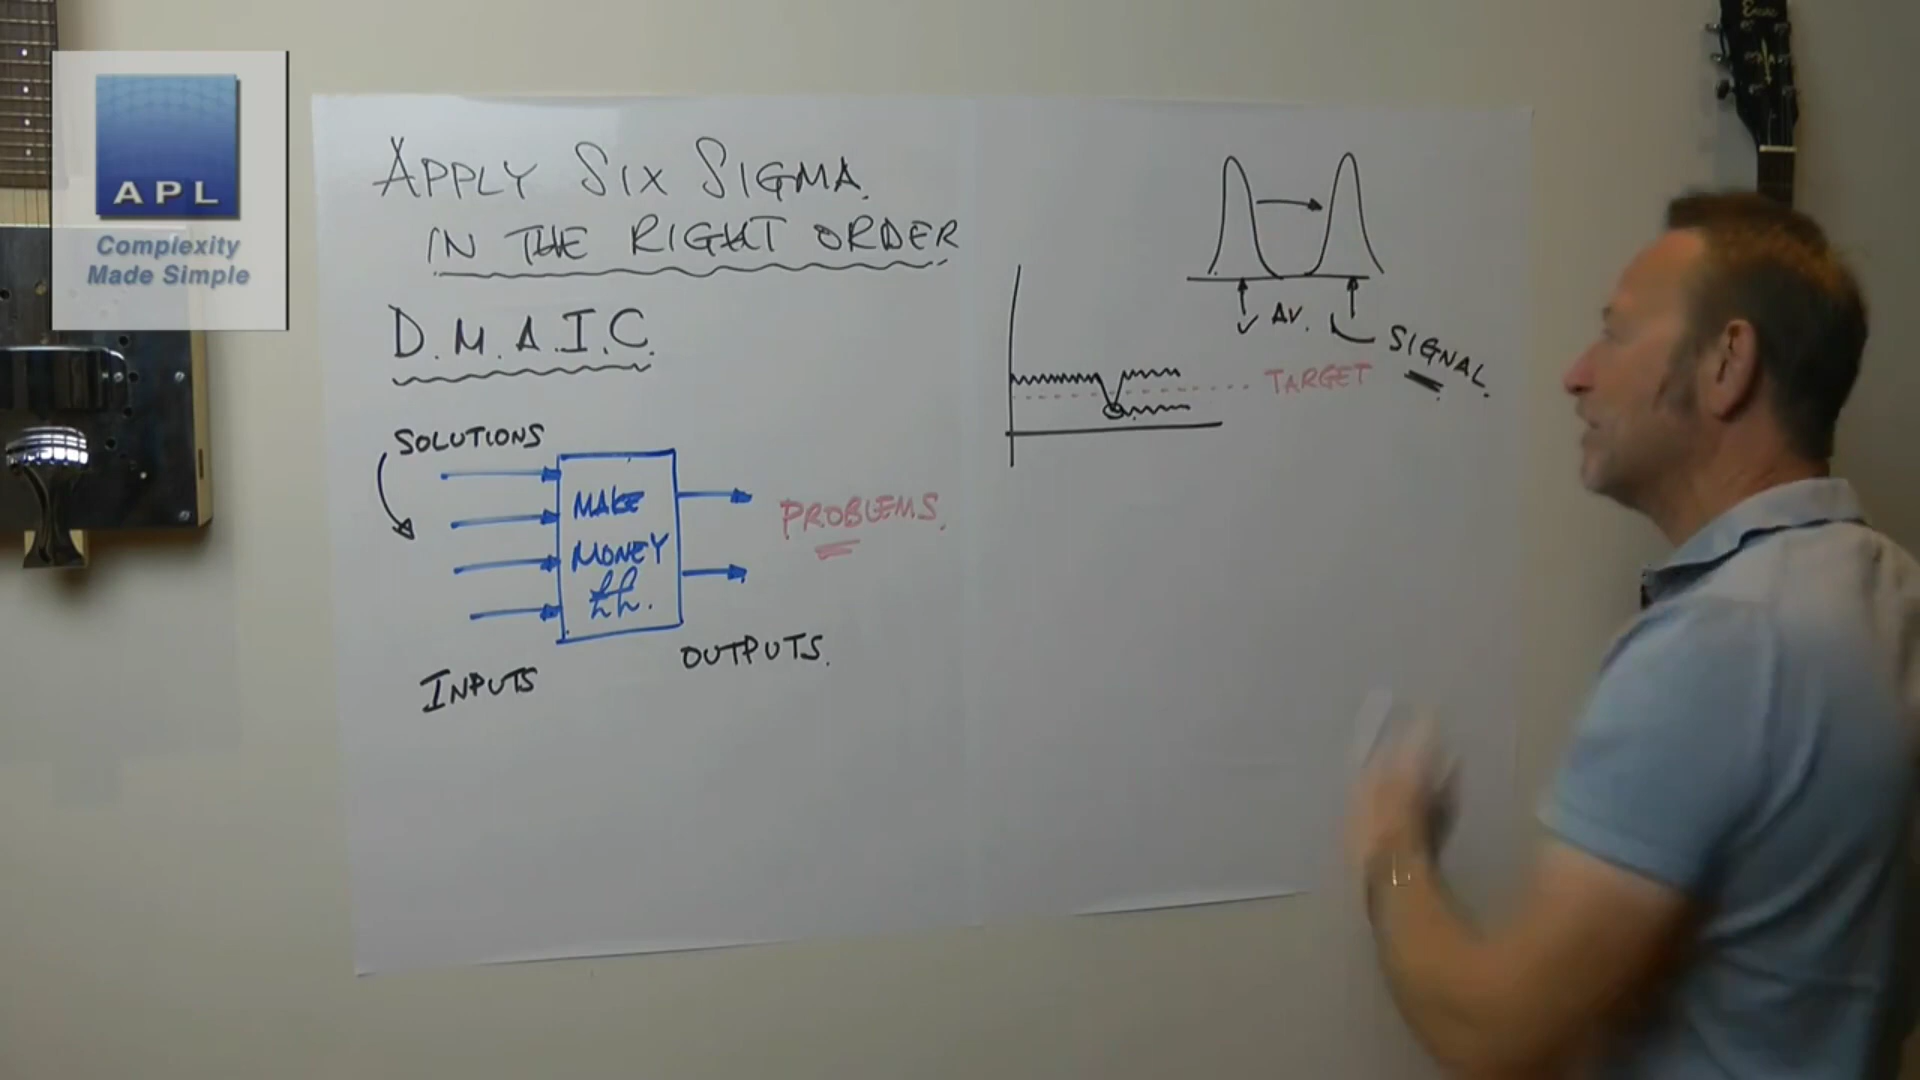 APL
Complexity
Made Simple
APPLY SIX SIGMA.
IN THE RIGHT ORDER
D.M.A.I.C.
SOLUTIONS
MAKE
MONEY
££.
PROBLEMS.
INPUTS
OUTPUTS.
AV.
SIGNAL.
TARGET